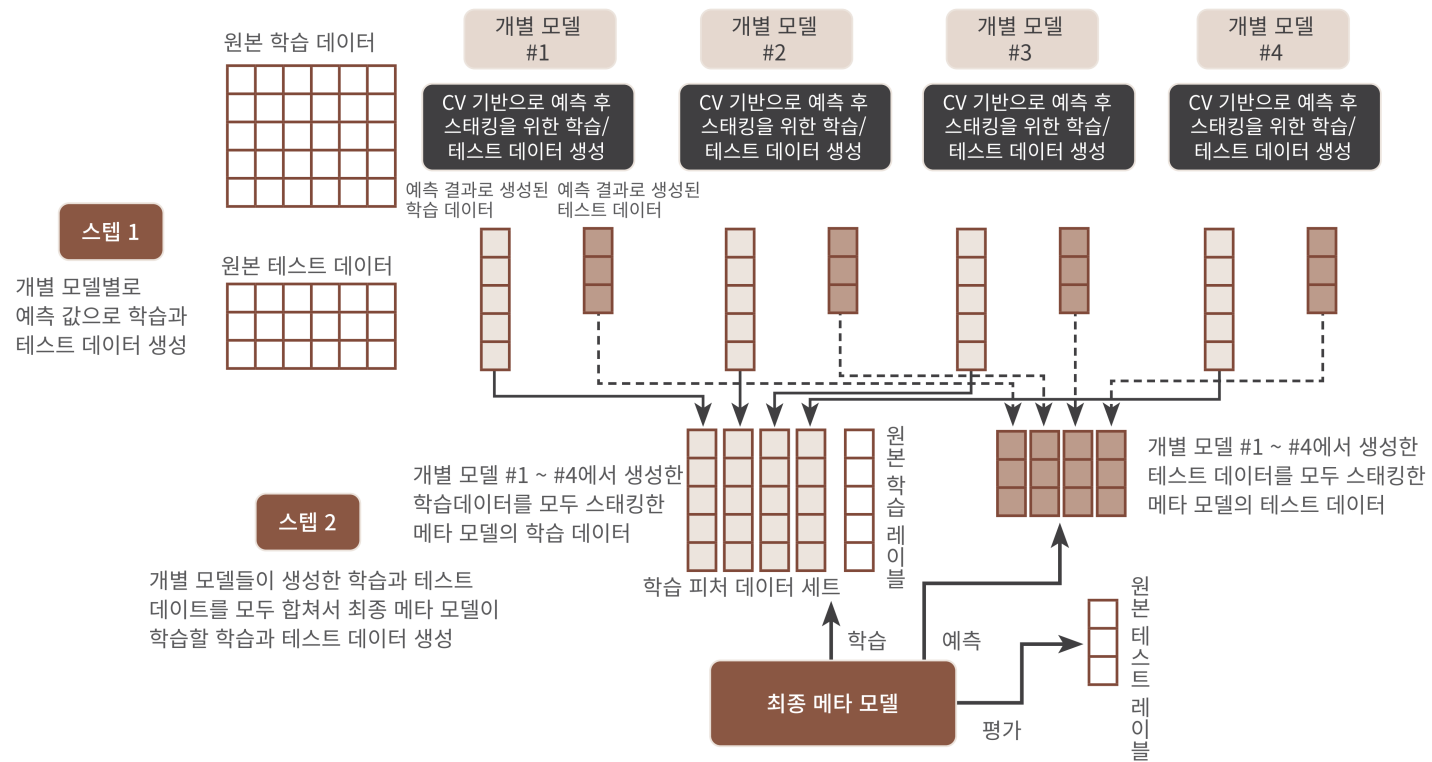 개별 모델
#1
개별 모델
#2
개별 모델
#3
개별 모델
#4
원본 학습 데이터
CV 기반으로 예측 후
스태킹을 위한 학습/
테스트 데이터 생성
CV 기반으로 예측 후
스태킹을 위한 학습/
테스트 데이터 생성
CV 기반으로 예측 후
스태킹을 위한 학습/
테스트 데이터 생성
CV 기반으로 예측 후
스태킹을 위한 학습/
테스트 데이터 생성
예측 결과로 생성된
학습 데이터
예측 결과로 생성된
테스트 데이터
스텝 1
개별 모델별로
예측 값으로 학습과
테스트 데이터 생성
원본 테스트 데이터
개별 모델 #1 ~ #4에서 생성한
학습데이터를 모두 스태킹한
메타 모델의 학습 데이터
원본 학습 레이블
개별 모델 #1 ~ #4에서 생성한
테스트 데이터를 모두 스태킹한
메타 모델의 테스트 데이터
스텝 2
개별 모델들이 생성한 학습과 테스트
데이트를 모두 합쳐서 최종 메타 모델이
학습할 학습과 테스트 데이터 생성
학습 피처 데이터 세트
학습
예측
원본 테스트 레이블
최종 메타 모델
평가